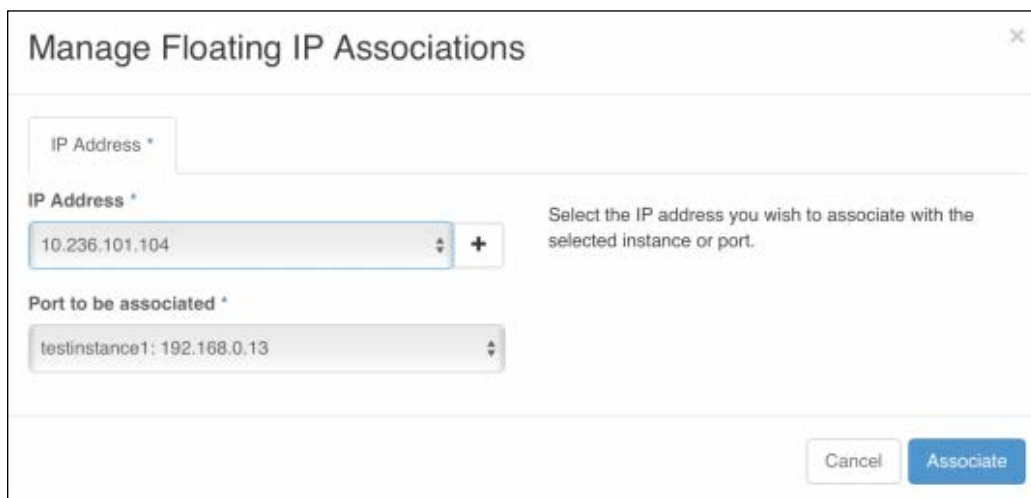 Manage Floating IP Associations
×
IP Address *
IP Address *
10.236.101.104
+
Select the IP address you wish to associate with the
selected instance or port.
Port to be associated *
testinstance1: 192.168.0.13
Cancel
Associate